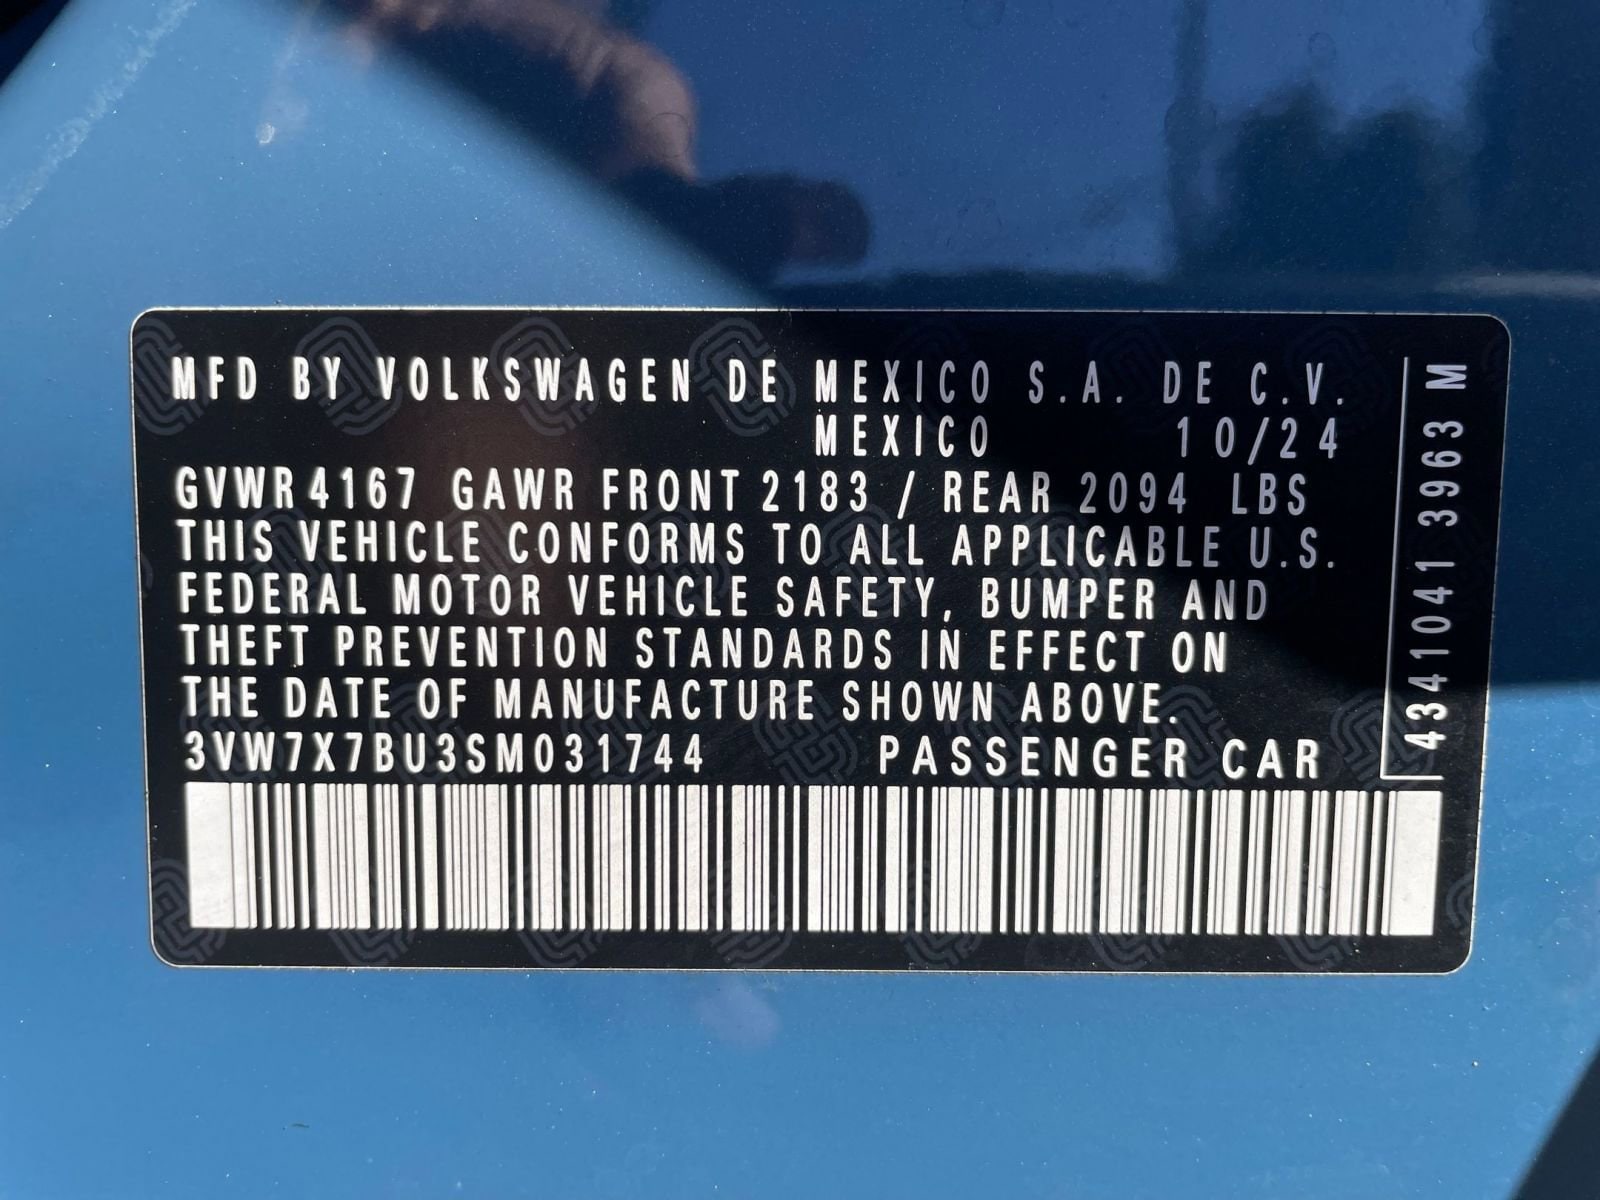 MFD BY VOLKSWAGEN DE MEXICO S.A. DE C.V.
MEXICO 10/24
GVWR 4167 GAWR FRONT 2183 / REAR 2094 LBS
THIS VEHICLE CONFORMS TO ALL APPLICABLE U.S.
FEDERAL MOTOR VEHICLE SAFETY, BUMPER AND
THEFT PREVENTION STANDARDS IN EFFECT ON
THE DATE OF MANUFACTURE SHOWN ABOVE.
3VW7X7BU3SM031744 PASSENGER CAR
4341041 3963 M